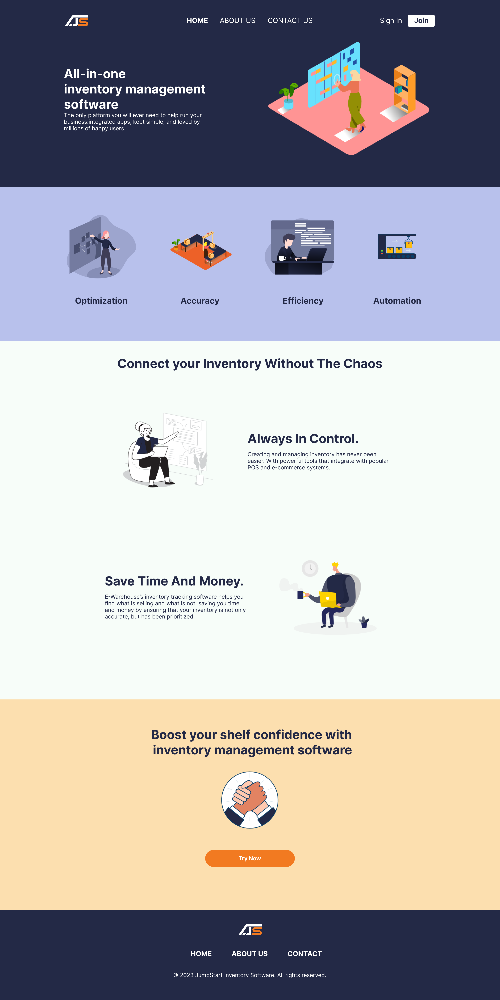 JS
HOME ABOUT US CONTACT US Sign In Join
All-in-one
inventory management
software
The only platform you will ever need to help run your
business:integrated apps, kept simple, and loved by
millions of happy users.
Optimization Accuracy Efficiency Automation
Connect your Inventory Without The Chaos
Always In Control.
Creating and managing inventory has never been
easier. With powerful tools that integrate with popular
POS and e-commerce systems.
Save Time And Money.
E-Warehouse’s inventory tracking software helps you
find what is selling and what is not, saving you time
and money by ensuring that your inventory is not only
accurate, but has been prioritized.
Boost your shelf confidence with
inventory management software
Try Now
JS
HOME ABOUT US CONTACT
© 2023 JumpStart Inventory Software. All rights reserved.